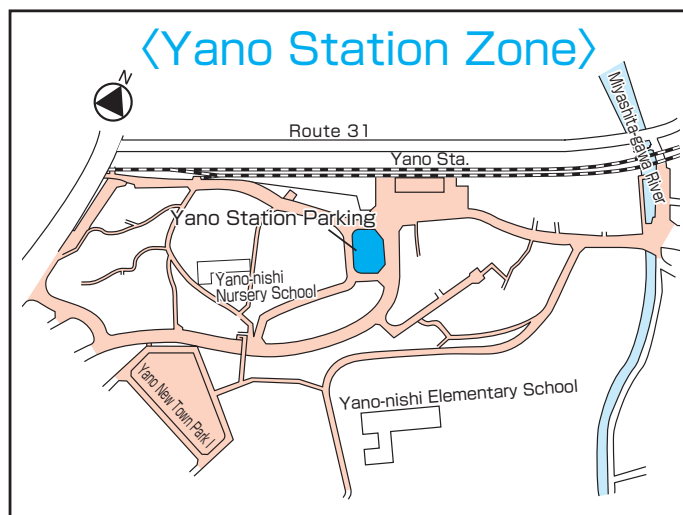 〈Yano Station Zone〉
N
Route 31
Yano Sta.
Miyashita-gawa River
Yano Station Parking
Yano-nishi
Nursery School
Yano New Town Park I
Yano-nishi Elementary School